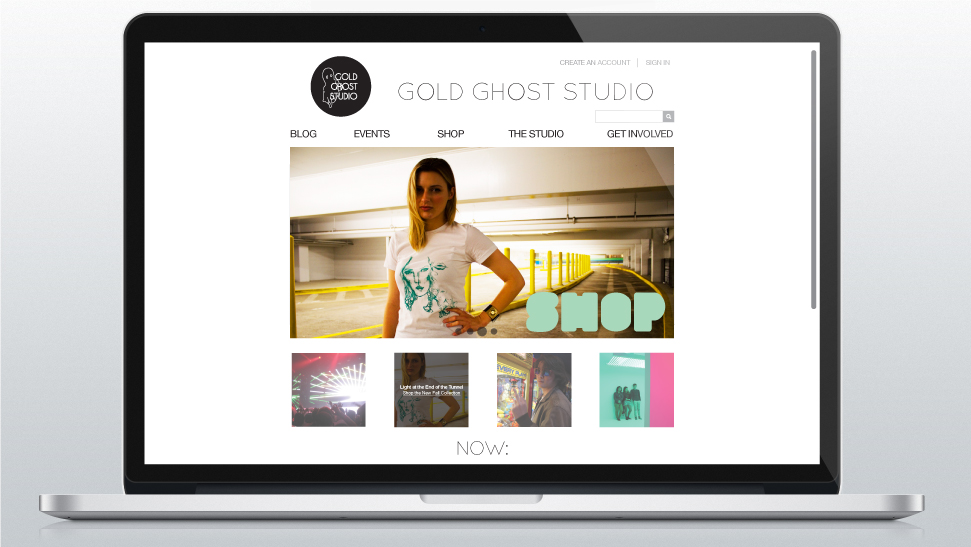 GOLD
GHOST
STUDIO
CREATE AN ACCOUNT | SIGN IN
GOLD GHOST STUDIO
BLOG EVENTS SHOP THE STUDIO GET INVOLVED
SHOP
Light at the End of the Tunnel
Shop the New Fall Collection
EVERY
NOW: